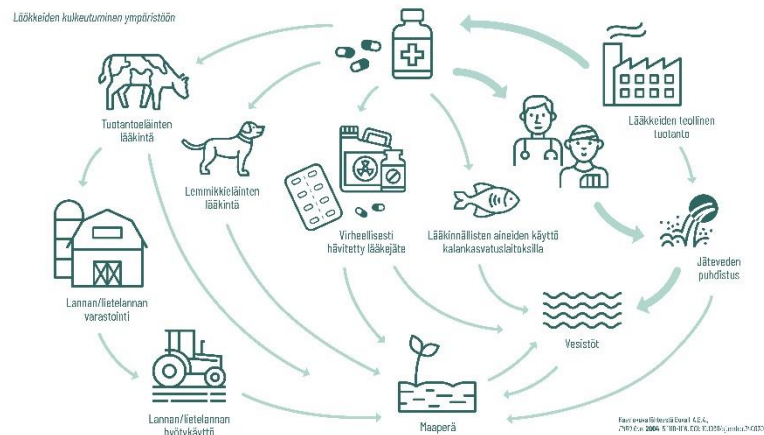 Lääkkeiden kulkeutuminen ympäristöön
Tuotantoeläinten
lääkintä
Lemmikkieläinten
lääkintä
Virheellisesti
hävitetty lääkejäte
Lääkinnällisten aineiden käyttö
kalankasvatuslaitoksilla
Lääkkeiden teollinen
tuotanto
Jäteveden
puhdistus
Lannan/lietelannan
varastointi
Vesistöt
Lannan/lietelannan
hyötykäyttö
Maaperä